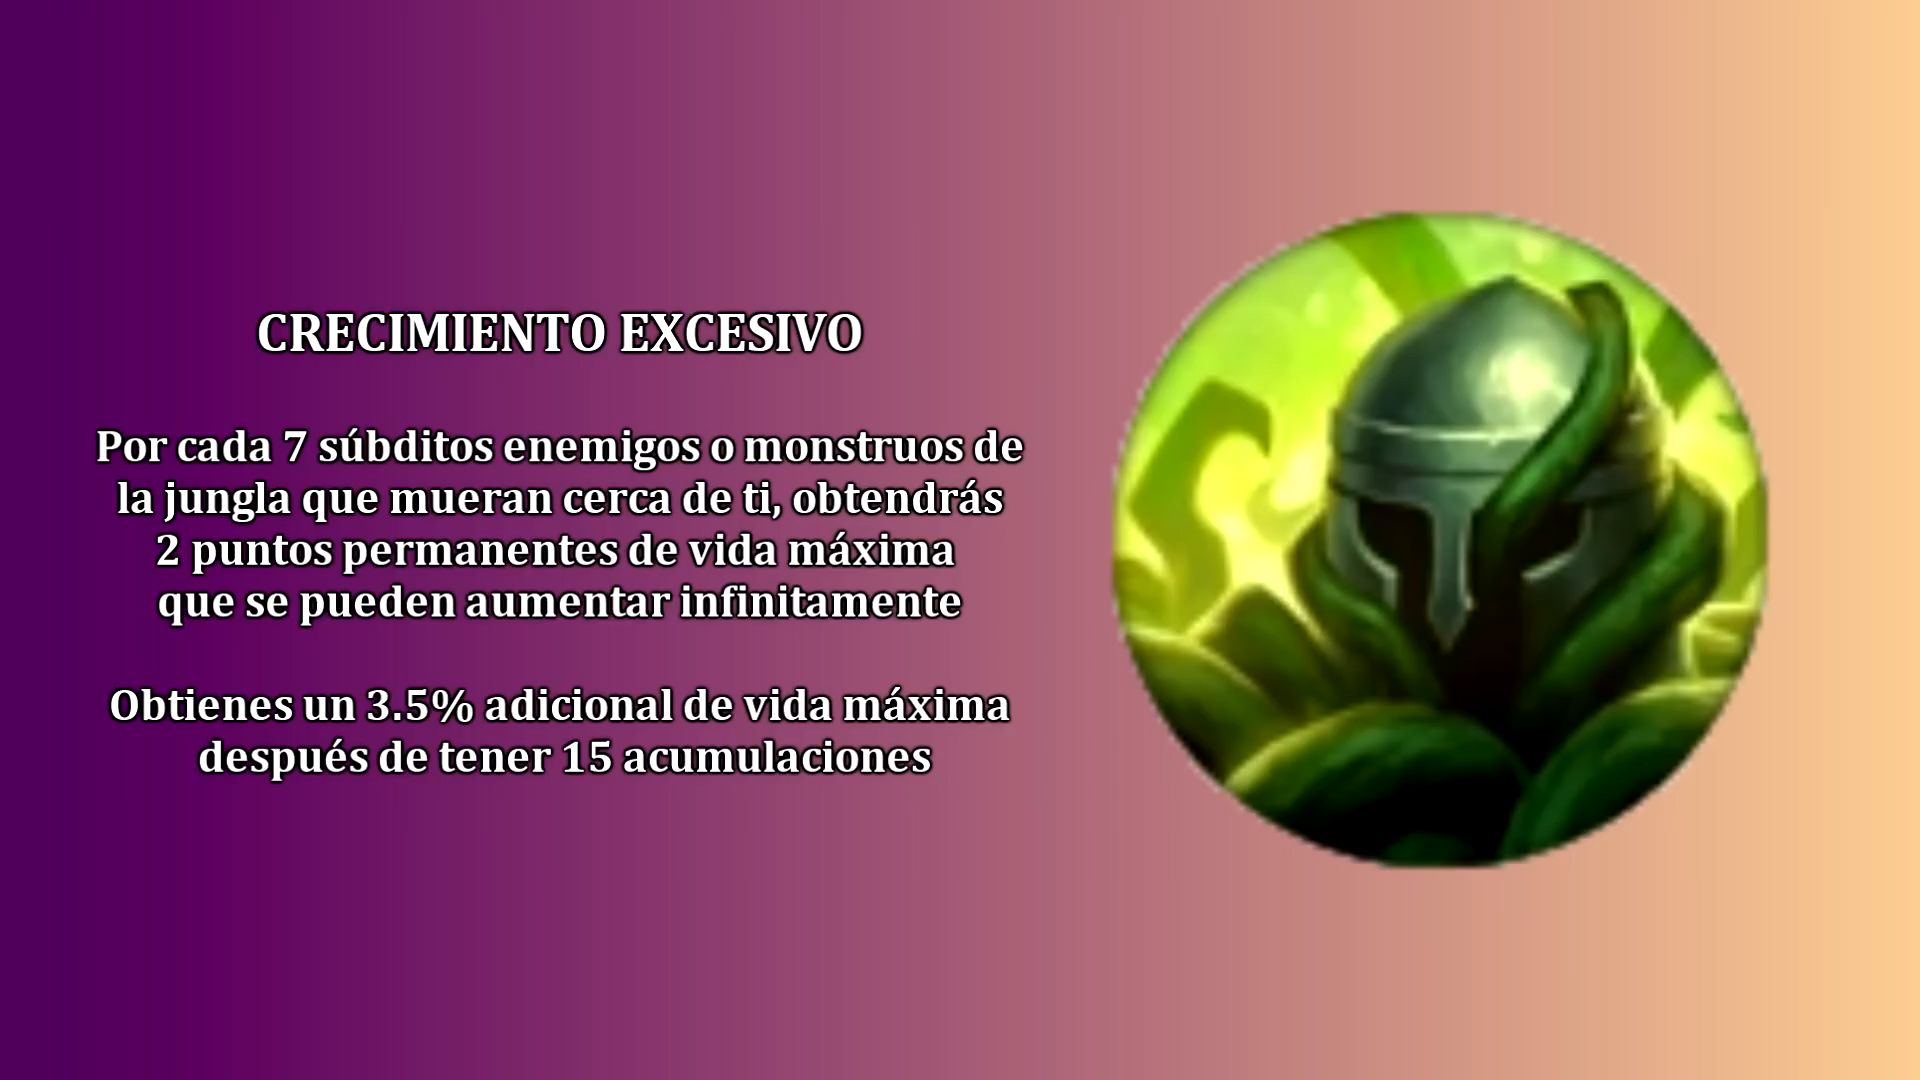 CRECIMIENTO EXCESIVO
Por cada 7 súbditos enemigos o monstruos de
la jungla que mueran cerca de ti, obtendrás
2 puntos permanentes de vida máxima
que se pueden aumentar infinitamente
Obtienes un 3.5% adicional de vida máxima
después de tener 15 acumulaciones